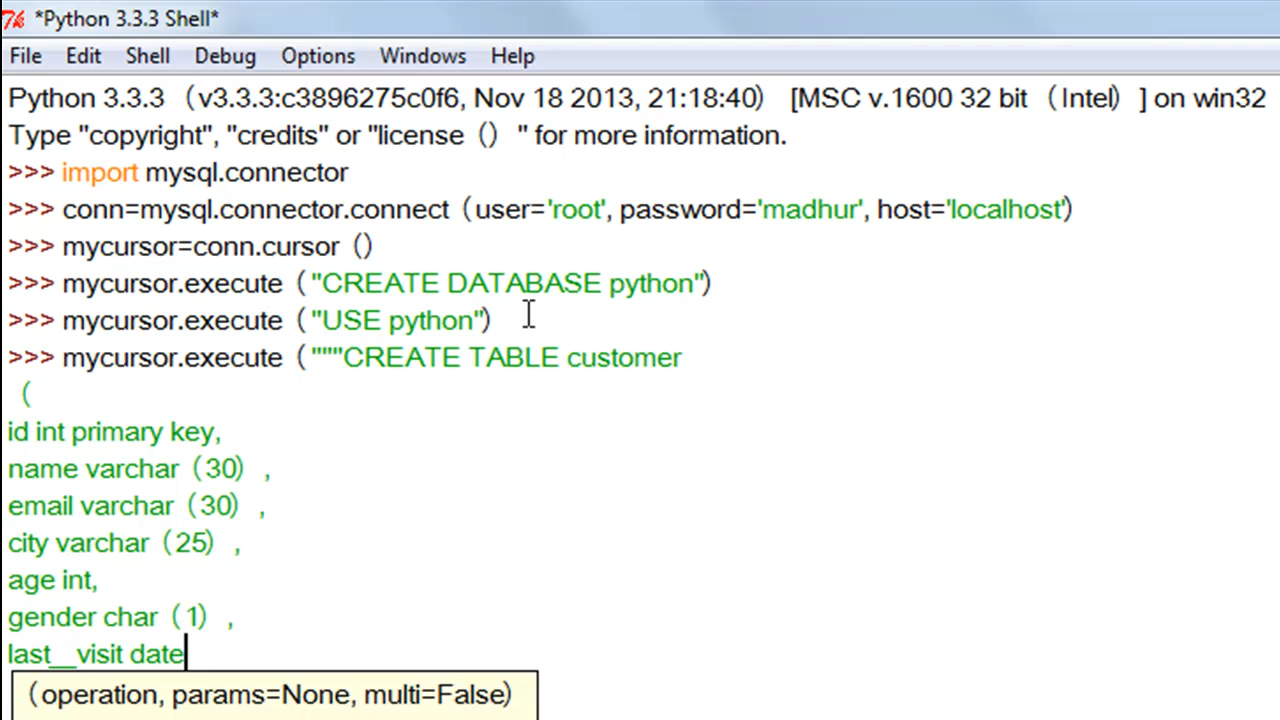 *Python 3.3.3 Shell*
File Edit Shell Debug Options Windows Help
Python 3.3.3 (v3.3.3:c3896275c0f6, Nov 18 2013, 21:18:40) [MSC v.1600 32 bit (Intel)] on win32
Type "copyright", "credits" or "license()" for more information.
>>> import mysql.connector
>>> conn=mysql.connector.connect(user='root', password='madhur', host='localhost')
>>> mycursor=conn.cursor()
>>> mycursor.execute("CREATE DATABASE python")
>>> mycursor.execute("USE python")
>>> mycursor.execute("""CREATE TABLE customer
(
id int primary key,
name varchar(30),
email varchar(30),
city varchar(25),
age int,
gender char(1),
last_visit date
(operation, params=None, multi=False)